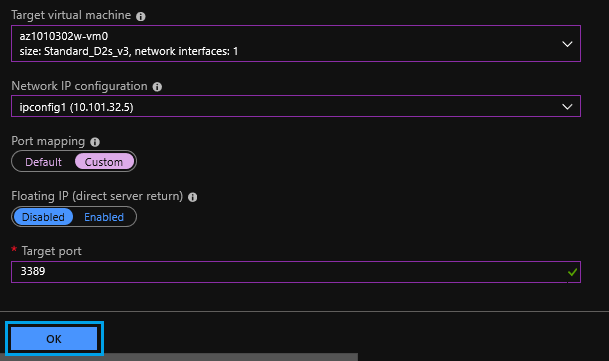 Target virtual machine
az1010302w-vm0
size: Standard_D2s_v3, network interfaces: 1
Network IP configuration
ipconfig1 (10.101.32.5)
Port mapping
Default Custom
Floating IP (direct server return)
Disabled Enabled
* Target port
3389
OK